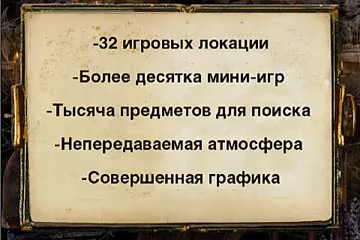 -32 игровых локации
-Более десятка мини-игр
-Тысяча предметов для поиска
-Непередаваемая атмосфера
-Совершенная графика